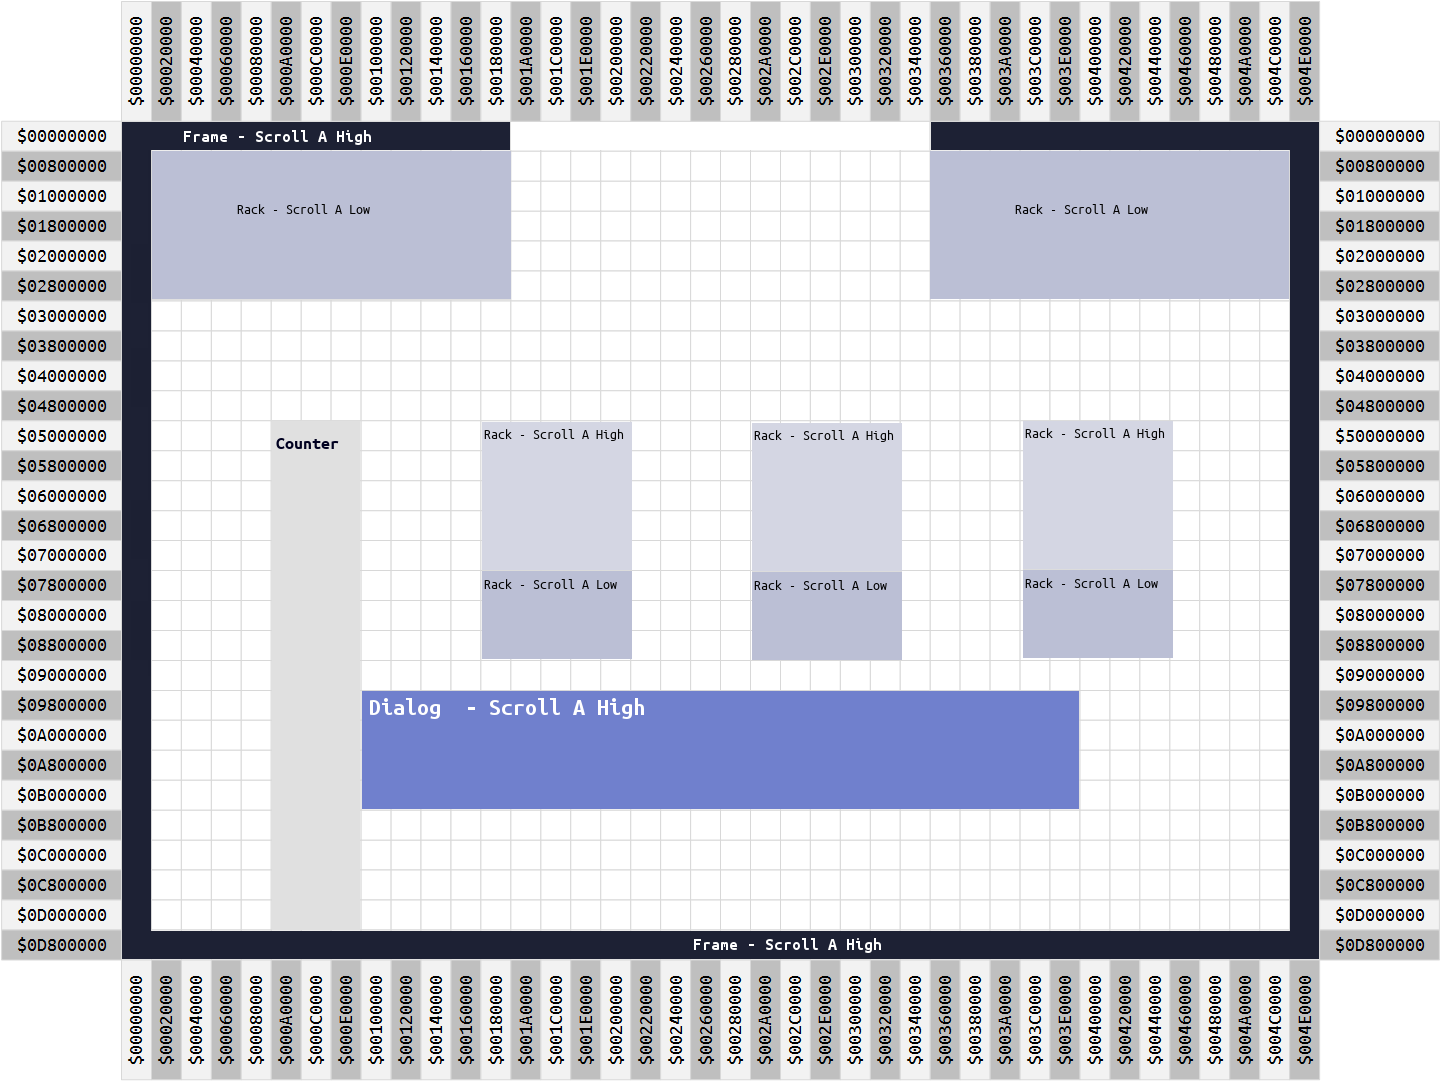 $00000000 $00020000 $00040000 $00060000 $00080000 $000A0000 $000C0000 $000E0000 $00100000 $00120000 $00140000 $00160000 $00180000 $001A0000 $001C0000 $001E0000 $00200000 $00220000 $00240000 $00260000 $00280000 $002A0000 $002C0000 $002E0000 $00300000 $00320000 $00340000 $00360000 $00380000 $003A0000 $003C0000 $003E0000 $00400000 $00420000 $00440000 $00460000 $00480000 $004A0000 $004C0000 $004E0000
$00000000 Frame - Scroll A High $00000000
$00800000 $00800000
$01000000 $01000000
Rack - Scroll A Low Rack - Scroll A Low
$01800000 $01800000
$02000000 $02000000
$02800000 $02800000
$03000000 $03000000
$03800000 $03800000
$04000000 $04000000
$04800000 $04800000
$05000000 Rack - Scroll A High Rack - Scroll A High Rack - Scroll A High $50000000
Counter
$05800000 $05800000
$06000000 $06000000
$06800000 $06800000
$07000000 $07000000
$07800000 Rack - Scroll A Low Rack - Scroll A Low Rack - Scroll A Low $07800000
$08000000 $08000000
$08800000 $08800000
$09000000 $09000000
$09800000 Dialog - Scroll A High $09800000
$0A000000 $0A000000
$0A800000 $0A800000
$0B000000 $0B000000
$0B800000 $0B800000
$0C000000 $0C000000
$0C800000 $0C800000
$0D000000 $0D000000
$0D800000 Frame - Scroll A High $0D800000
$00000000 $00020000 $00040000 $00060000 $00080000 $000A0000 $000C0000 $000E0000 $00100000 $00120000 $00140000 $00160000 $00180000 $001A0000 $001C0000 $001E0000 $00200000 $00220000 $00240000 $00260000 $00280000 $002A0000 $002C0000 $002E0000 $00300000 $00320000 $00340000 $00360000 $00380000 $003A0000 $003C0000 $003E0000 $00400000 $00420000 $00440000 $00460000 $00480000 $004A0000 $004C0000 $004E0000